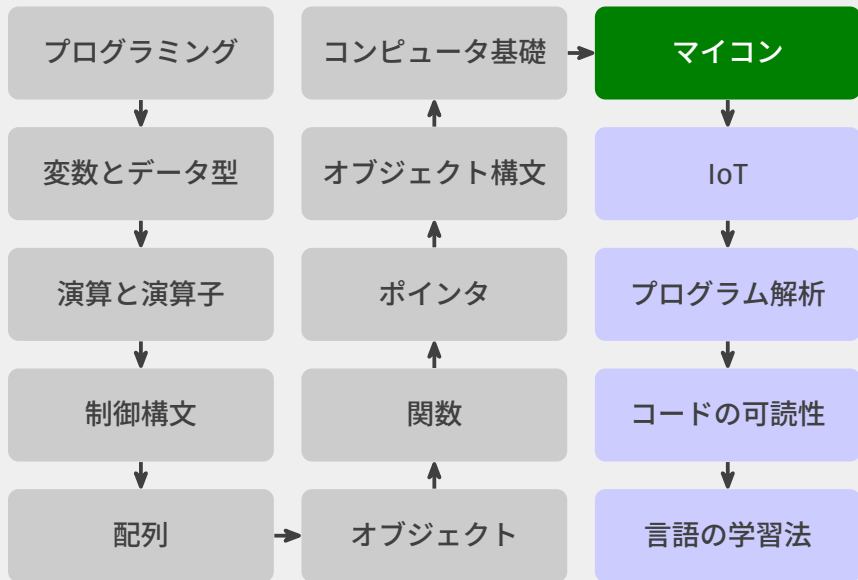 プログラミング
変数とデータ型
演算と演算子
制御構文
配列
オブジェクト
関数
ポインタ
オブジェクト構文
コンピュータ基礎
マイコン
IoT
プログラム解析
コードの可読性
言語の学習法